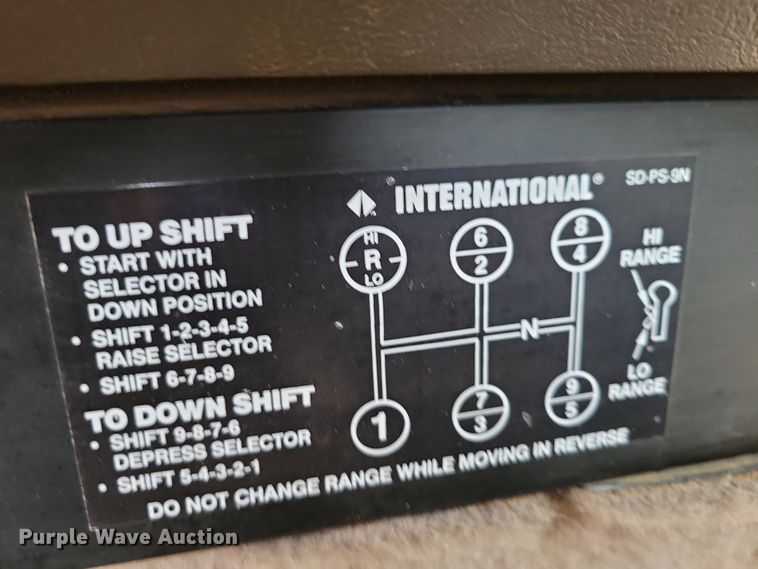 INTERNATIONAL®
SD-PS-9N
TO UP SHIFT
• START WITH
SELECTOR IN
DOWN POSITION
• SHIFT 1-2-3-4-5
RAISE SELECTOR
• SHIFT 6-7-8-9
TO DOWN SHIFT
• SHIFT 9-8-7-6
DEPRESS SELECTOR
• SHIFT 5-4-3-2-1
HI
R
LO
6
2
8
4
N
1
7
3
9
5
HI
RANGE
LO
RANGE
DO NOT CHANGE RANGE WHILE MOVING IN REVERSE
Purple Wave Auction